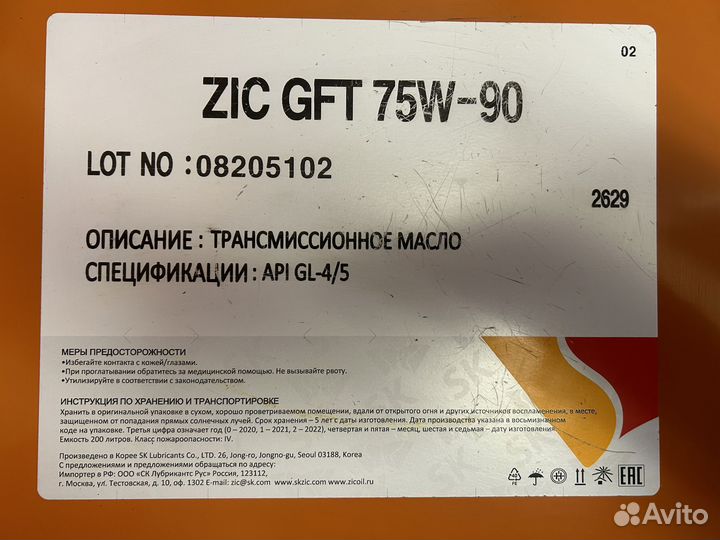 02
ZIC GFT 75W-90
LOT NO : 08205102
2629
ОПИСАНИЕ : ТРАНСМИССИОННОЕ МАСЛО
СПЕЦИФИКАЦИИ : API GL-4/5
МЕРЫ ПРЕДОСТОРОЖНОСТИ
•Избегайте контакта с кожей/глазами.
•При проглатывании обратитесь за медицинской помощью. Не вызывайте рвоту.
•Утилизируйте в соответствии с законодательством.
ИНСТРУКЦИЯ ПО ХРАНЕНИЮ И ТРАНСПОРТИРОВКЕ
Хранить в оригинальной упаковке в сухом, хорошо проветриваемом помещении, вдали от открытого огня и других источников воспламенения, в месте,
защищенном от попадания прямых солнечных лучей. Срок хранения – 5 лет с даты изготовления. Дата производства указана в восьмизначном
коде на упаковке. Третья цифра означает год (0 – 2020, 1 – 2021, 2 – 2022), четвертая и пятая – месяц, шестая и седьмая – дату изготовления.
Емкость 200 литров. Класс пожароопасности: IV.
Произведено в Корее SK Lubricants Co., LTD. 26, Jong-ro, Jongno-gu, Seoul 03188, Korea
С предложениями и предложениями обращаться по адресу:
Импортер в РФ: ООО «СК Лубрикантс Рус» Россия, 123112,
г. Москва, ул. Тестовская, д. 10, оф. 1302 E-mail: zic@sk.com www.skzic.com www.zicoil.ru
EAC
Avito